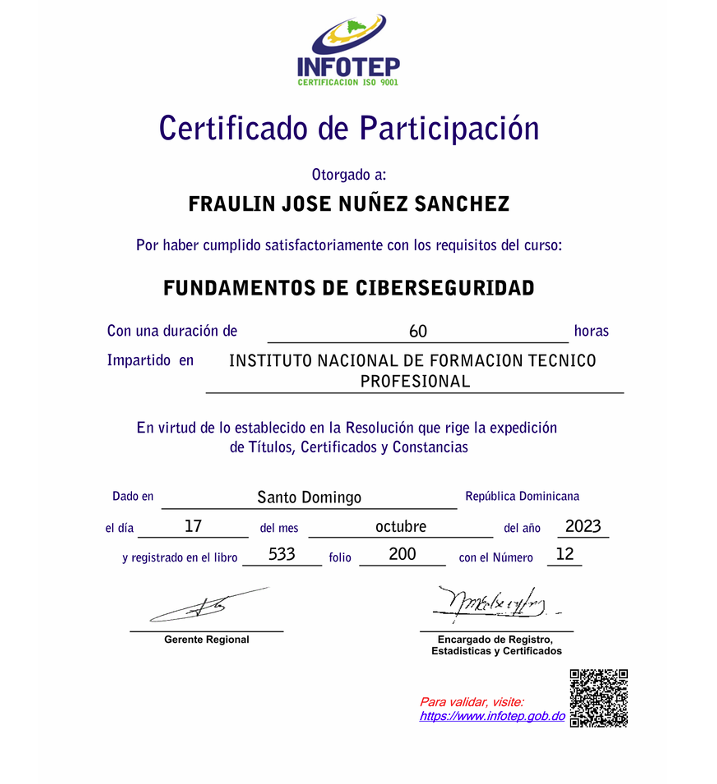 INFOTEP
CERTIFICACION ISO 9001
Certificado de Participación
Otorgado a:
FRAULIN JOSE NUÑEZ SANCHEZ
Por haber cumplido satisfactoriamente con los requisitos del curso:
FUNDAMENTOS DE CIBERSEGURIDAD
Con una duración de 60 horas
Impartido en INSTITUTO NACIONAL DE FORMACION TECNICO
PROFESIONAL
En virtud de lo establecido en la Resolución que rige la expedición
de Títulos, Certificados y Constancias
Dado en Santo Domingo República Dominicana
el día 17 del mes octubre del año 2023
y registrado en el libro 533 folio 200 con el Número 12
Gerente Regional
Encargado de Registro,
Estadisticas y Certificados
Para validar, visite:
https://www.infotep.gob.do